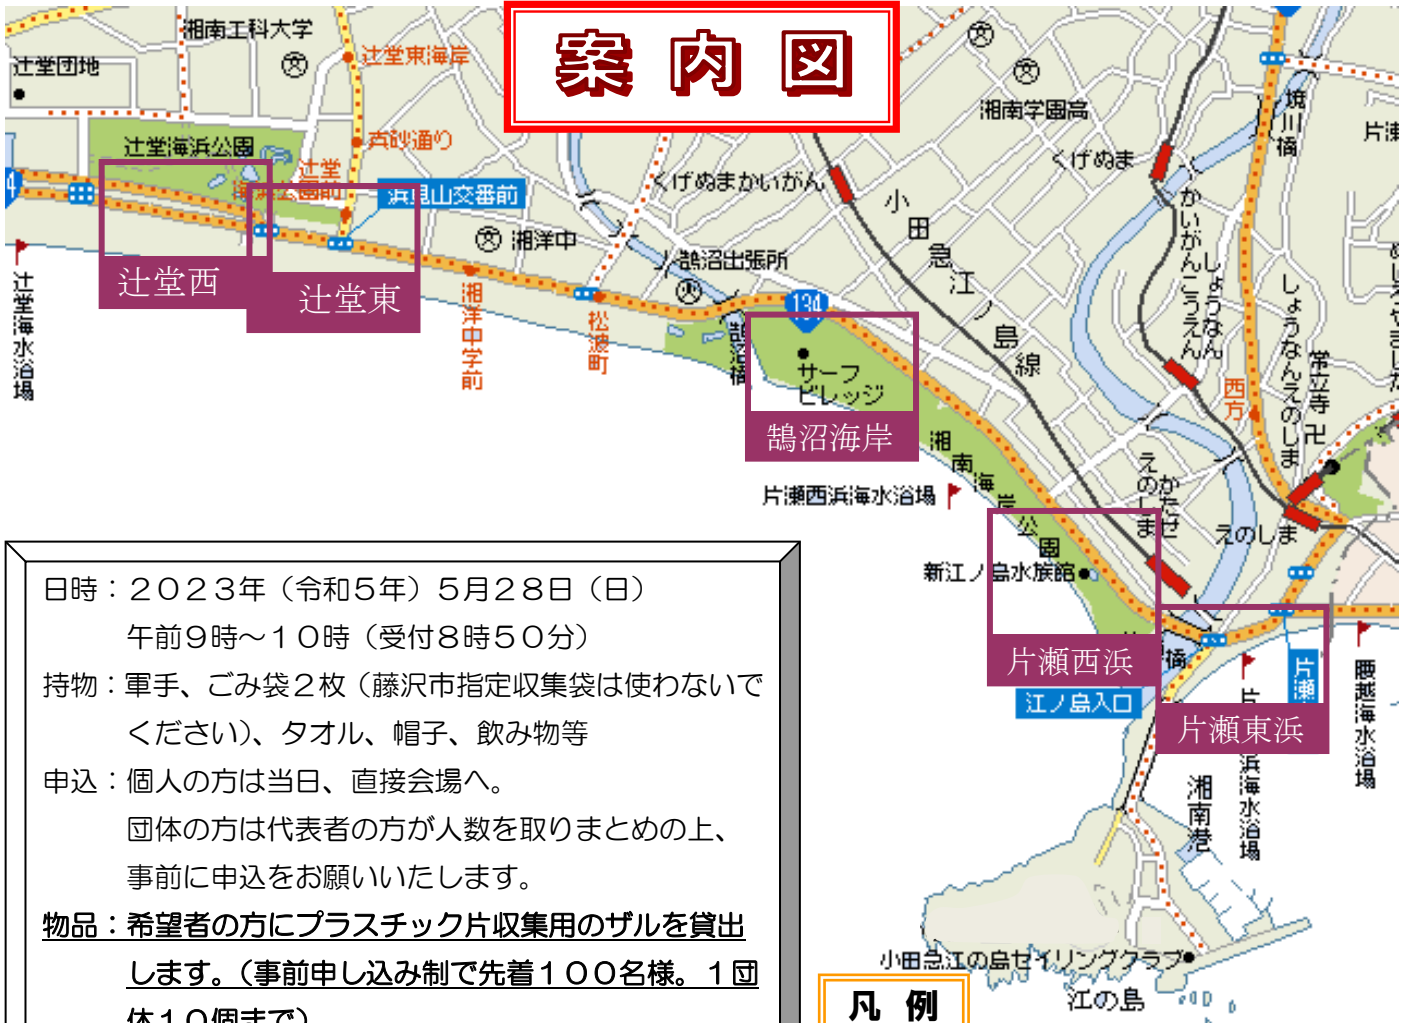 案内図
湘南工科大学
辻堂団地
辻堂東海岸
辻堂海浜公園
浜見山交番前
湘洋中
くげぬまかいがん
湘南学園高
くげぬま
境川橋
鵠沼出張所
小田急江ノ島線
134
かいがんこうえん
しょうなん
しょうなんえのしま
常立寺
西方
辻堂西
辻堂東
辻堂海水浴場
湘洋中学前
松波町
サーフ
ビレッジ
鵠沼海岸
湘南海岸公園
片瀬西浜海水浴場
かたせ
えのしま
えのしま
新江ノ島水族館
片瀬西浜
江ノ島入口
片瀬
片瀬東浜
浜海水浴場
腰越海水浴場
湘南港
小田急江の島セイリングクラブ
江の島
凡例
日時：２０２３年（令和５年）５月２８日（日）
午前９時～１０時（受付８時５０分）
持物：軍手、ごみ袋２枚（藤沢市指定収集袋は使わないで
ください）、タオル、帽子、飲み物等
申込：個人の方は当日、直接会場へ。
団体の方は代表者の方が人数を取りまとめの上、
事前に申込をお願いいたします。
物品：希望者の方にプラスチック片収集用のザルを貸出
します。（事前申し込み制で先着１００名様。１団
体１０個まで）